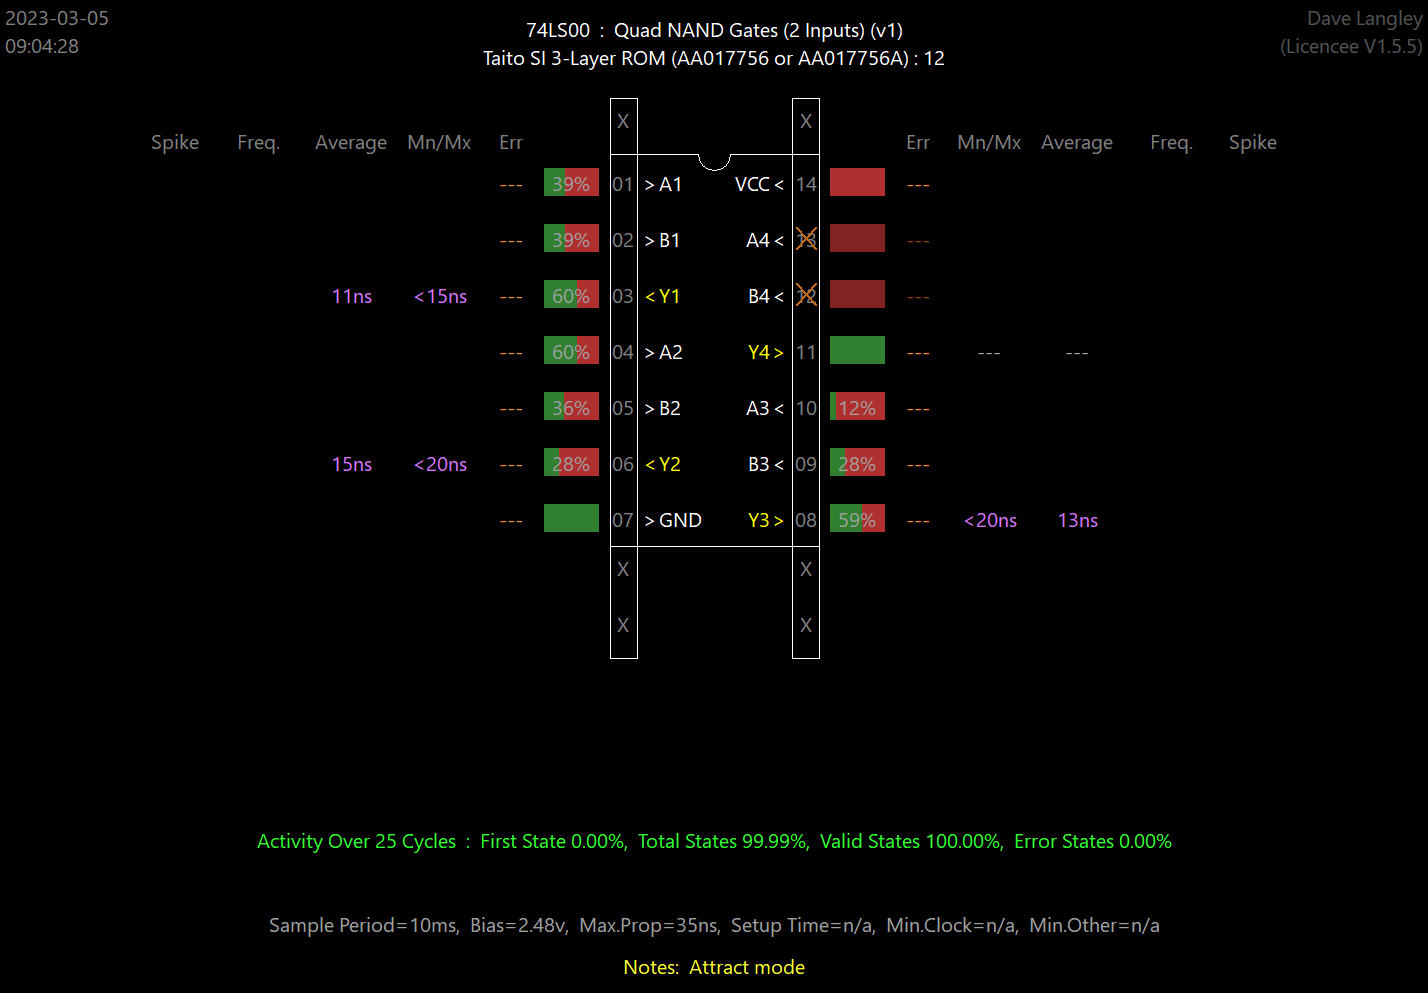 2023-03-05
09:04:28
74LS00 : Quad NAND Gates (2 Inputs) (v1)
Taito SI 3-Layer ROM (AA017756 or AA017756A) : 12
Dave Langley
(Licencee V1.5.5)
X X
Spike Freq. Average Mn/Mx Err Err Mn/Mx Average Freq. Spike
--- 39% 01 >A1 VCC< 14 ---
--- 39% 02 >B1 A4< 13 ---
11ns <15ns --- 60% 03 <Y1 B4< 12 ---
--- 60% 04 >A2 Y4> 11 --- --- ---
--- 36% 05 >B2 A3< 10 12% ---
15ns <20ns --- 28% 06 <Y2 B3< 09 28% ---
--- 07 >GND Y3> 08 59% --- <20ns 13ns
X X
X X
Activity Over 25 Cycles : First State 0.00%, Total States 99.99%, Valid States 100.00%, Error States 0.00%
Sample Period=10ms, Bias=2.48v, Max.Prop=35ns, Setup Time=n/a, Min.Clock=n/a, Min.Other=n/a
Notes: Attract mode